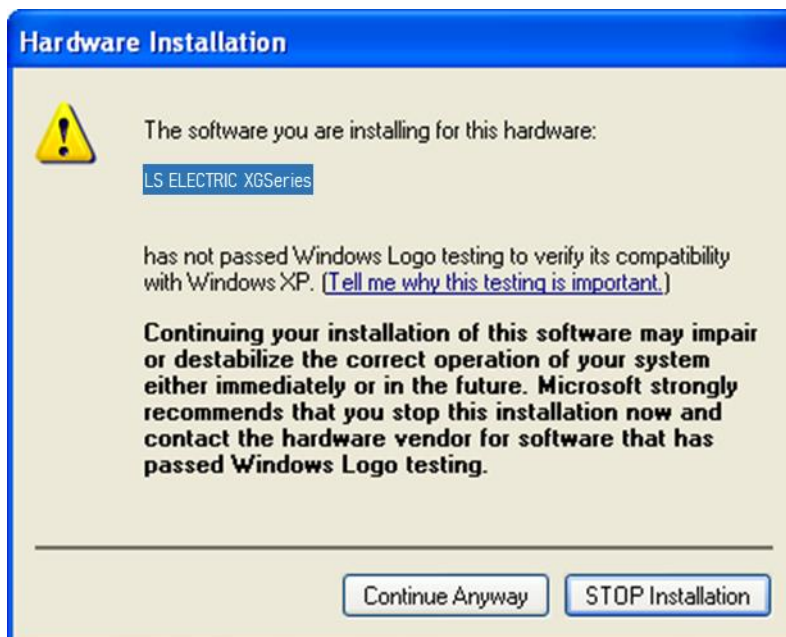 Hardware Installation
The software you are installing for this hardware:
LS ELECTRIC XGSeries
has not passed Windows Logo testing to verify its compatibility
with Windows XP. (Tell me why this testing is important.)
Continuing your installation of this software may impair
or destabilize the correct operation of your system
either immediately or in the future. Microsoft strongly
recommends that you stop this installation now and
contact the hardware vendor for software that has
passed Windows Logo testing.
Continue Anyway
STOP Installation